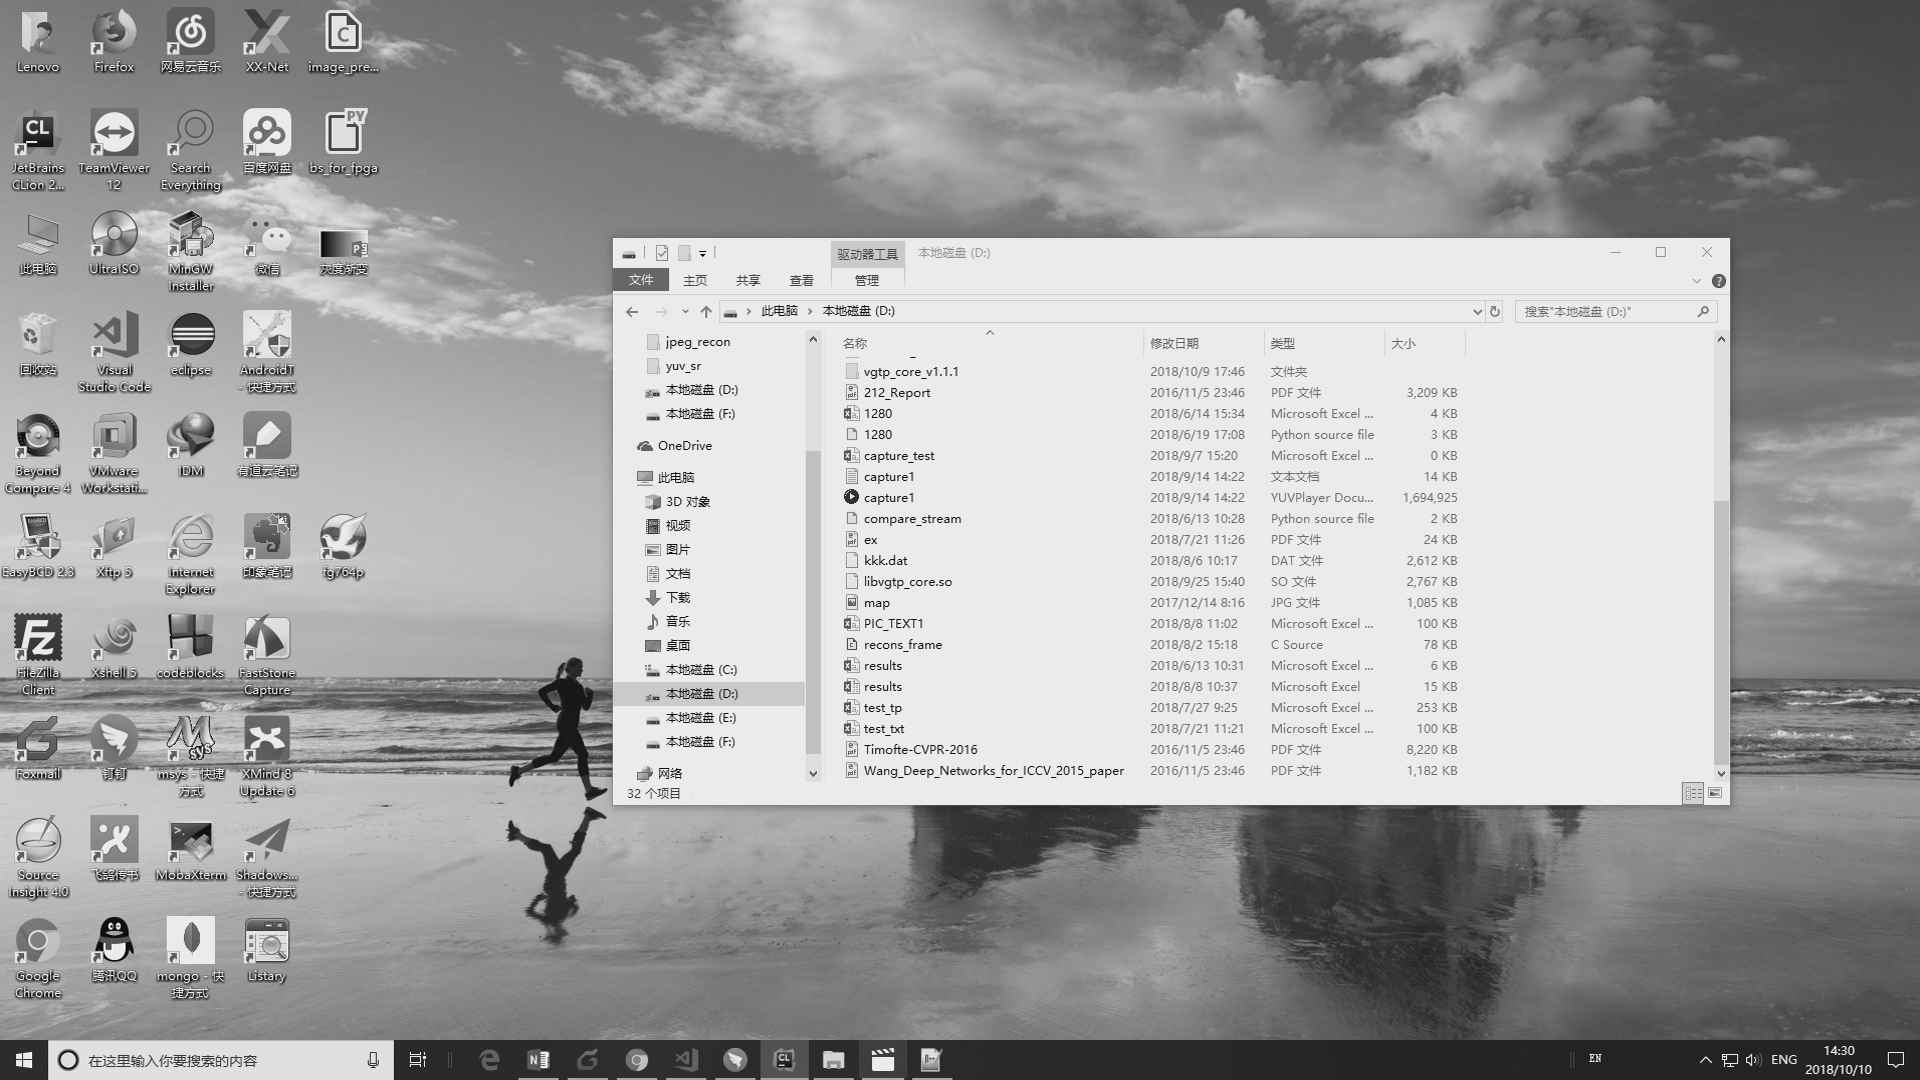 Lenovo
Firefox
网易云音乐
XX-Net
image_pre...
JetBrains
CLion 2...
TeamViewer
12
Search
Everything
百度网盘
bs_for_fpga
此电脑
UltraISO
MinGW
Installer
微信
灰度渐变
回收站
Visual
Studio Code
eclipse
AndroidT
- 快捷方式
Beyond
Compare 4
VMware
Workstati...
IDM
有道云笔记
EasyBCD 2.3
Xftp 5
Internet
Explorer
印象笔记
fg764p
FileZilla
Client
Xshell 5
codeblocks
FastStone
Capture
Foxmail
钉钉
msys - 快捷
方式
XMind 8
Update 6
Source
Insight 4.0
飞鸽传书
MobaXterm
Shadows...
- 快捷方式
Google
Chrome
腾讯QQ
mongo - 快
捷方式
Listary
驱动器工具
本地磁盘 (D:)
文件
主页
共享
查看
管理
此电脑
本地磁盘 (D:)
搜索"本地磁盘 (D:)"
jpeg_recon
yuv_sr
本地磁盘 (D:)
本地磁盘 (F:)
OneDrive
此电脑
3D 对象
视频
图片
文档
下载
音乐
桌面
本地磁盘 (C:)
本地磁盘 (D:)
本地磁盘 (E:)
本地磁盘 (F:)
网络
名称 修改日期 类型 大小
vgtp_core_v1.1.1 2018/10/9 17:46 文件夹
212_Report 2016/11/5 23:46 PDF 文件 3,209 KB
1280 2018/6/14 15:34 Microsoft Excel ... 4 KB
1280 2018/6/19 17:08 Python source file 3 KB
capture_test 2018/9/7 15:20 Microsoft Excel ... 0 KB
capture1 2018/9/14 14:22 文本文档 14 KB
capture1 2018/9/14 14:22 YUVPlayer Docu... 1,694,925
compare_stream 2018/6/13 10:28 Python source file 2 KB
ex 2018/7/21 11:26 PDF 文件 24 KB
kkk.dat 2018/8/6 10:17 DAT 文件 2,612 KB
libvgtp_core.so 2018/9/25 15:40 SO 文件 2,767 KB
map 2017/12/14 8:16 JPG 文件 1,085 KB
PIC_TEXT1 2018/8/8 11:02 Microsoft Excel ... 100 KB
recons_frame 2018/8/2 15:18 C Source 78 KB
results 2018/6/13 10:31 Microsoft Excel ... 6 KB
results 2018/8/8 10:37 Microsoft Excel 15 KB
test_tp 2018/7/27 9:25 Microsoft Excel ... 253 KB
test_txt 2018/7/21 11:21 Microsoft Excel ... 100 KB
Timofte-CVPR-2016 2016/11/5 23:46 PDF 文件 8,220 KB
Wang_Deep_Networks_for_ICCV_2015_paper 2016/11/5 23:46 PDF 文件 1,182 KB
32 个项目
在这里输入你要搜索的内容
EN
ENG
14:30
2018/10/10